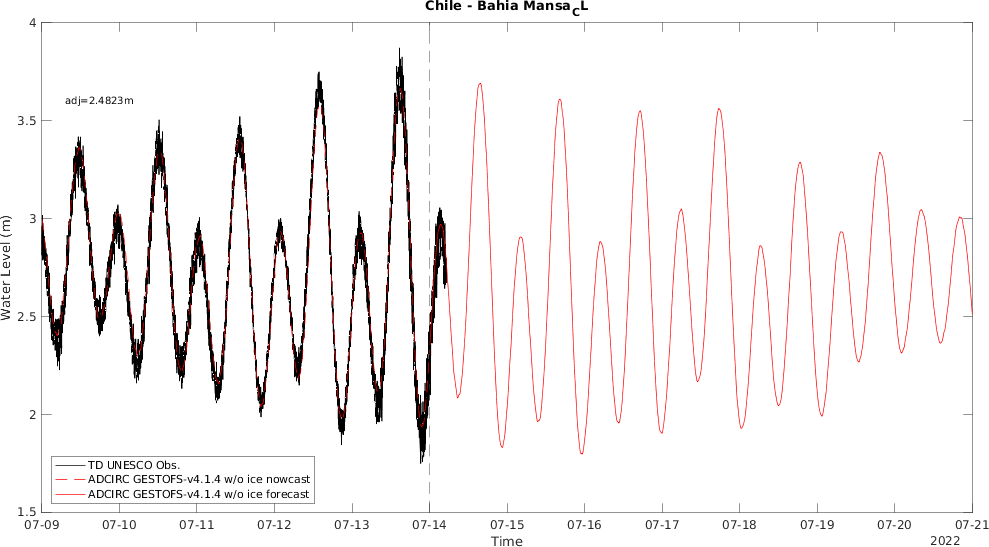 Chile - Bahia Mansa_CL
adj=2.4823m
Water Level (m)
4
3.5
3
2.5
2
1.5
TD UNESCO Obs.
ADCIRC GESTOFS-v4.1.4 w/o ice nowcast
ADCIRC GESTOFS-v4.1.4 w/o ice forecast
07-09 07-10 07-11 07-12 07-13 07-14 07-15 07-16 07-17 07-18 07-19 07-20 07-21
Time
2022